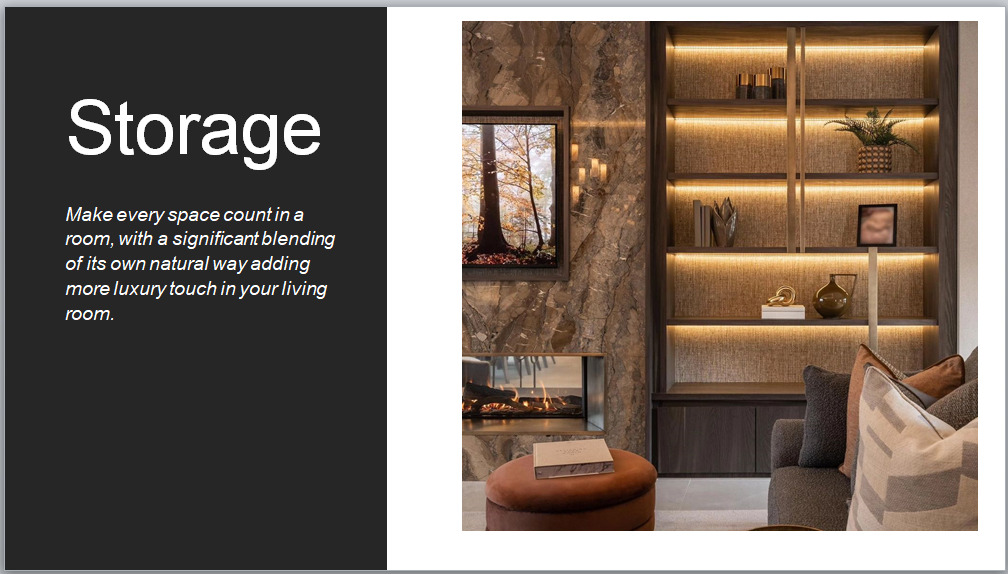 Storage
Make every space count in a
room, with a significant blending
of its own natural way adding
more luxury touch in your living
room.